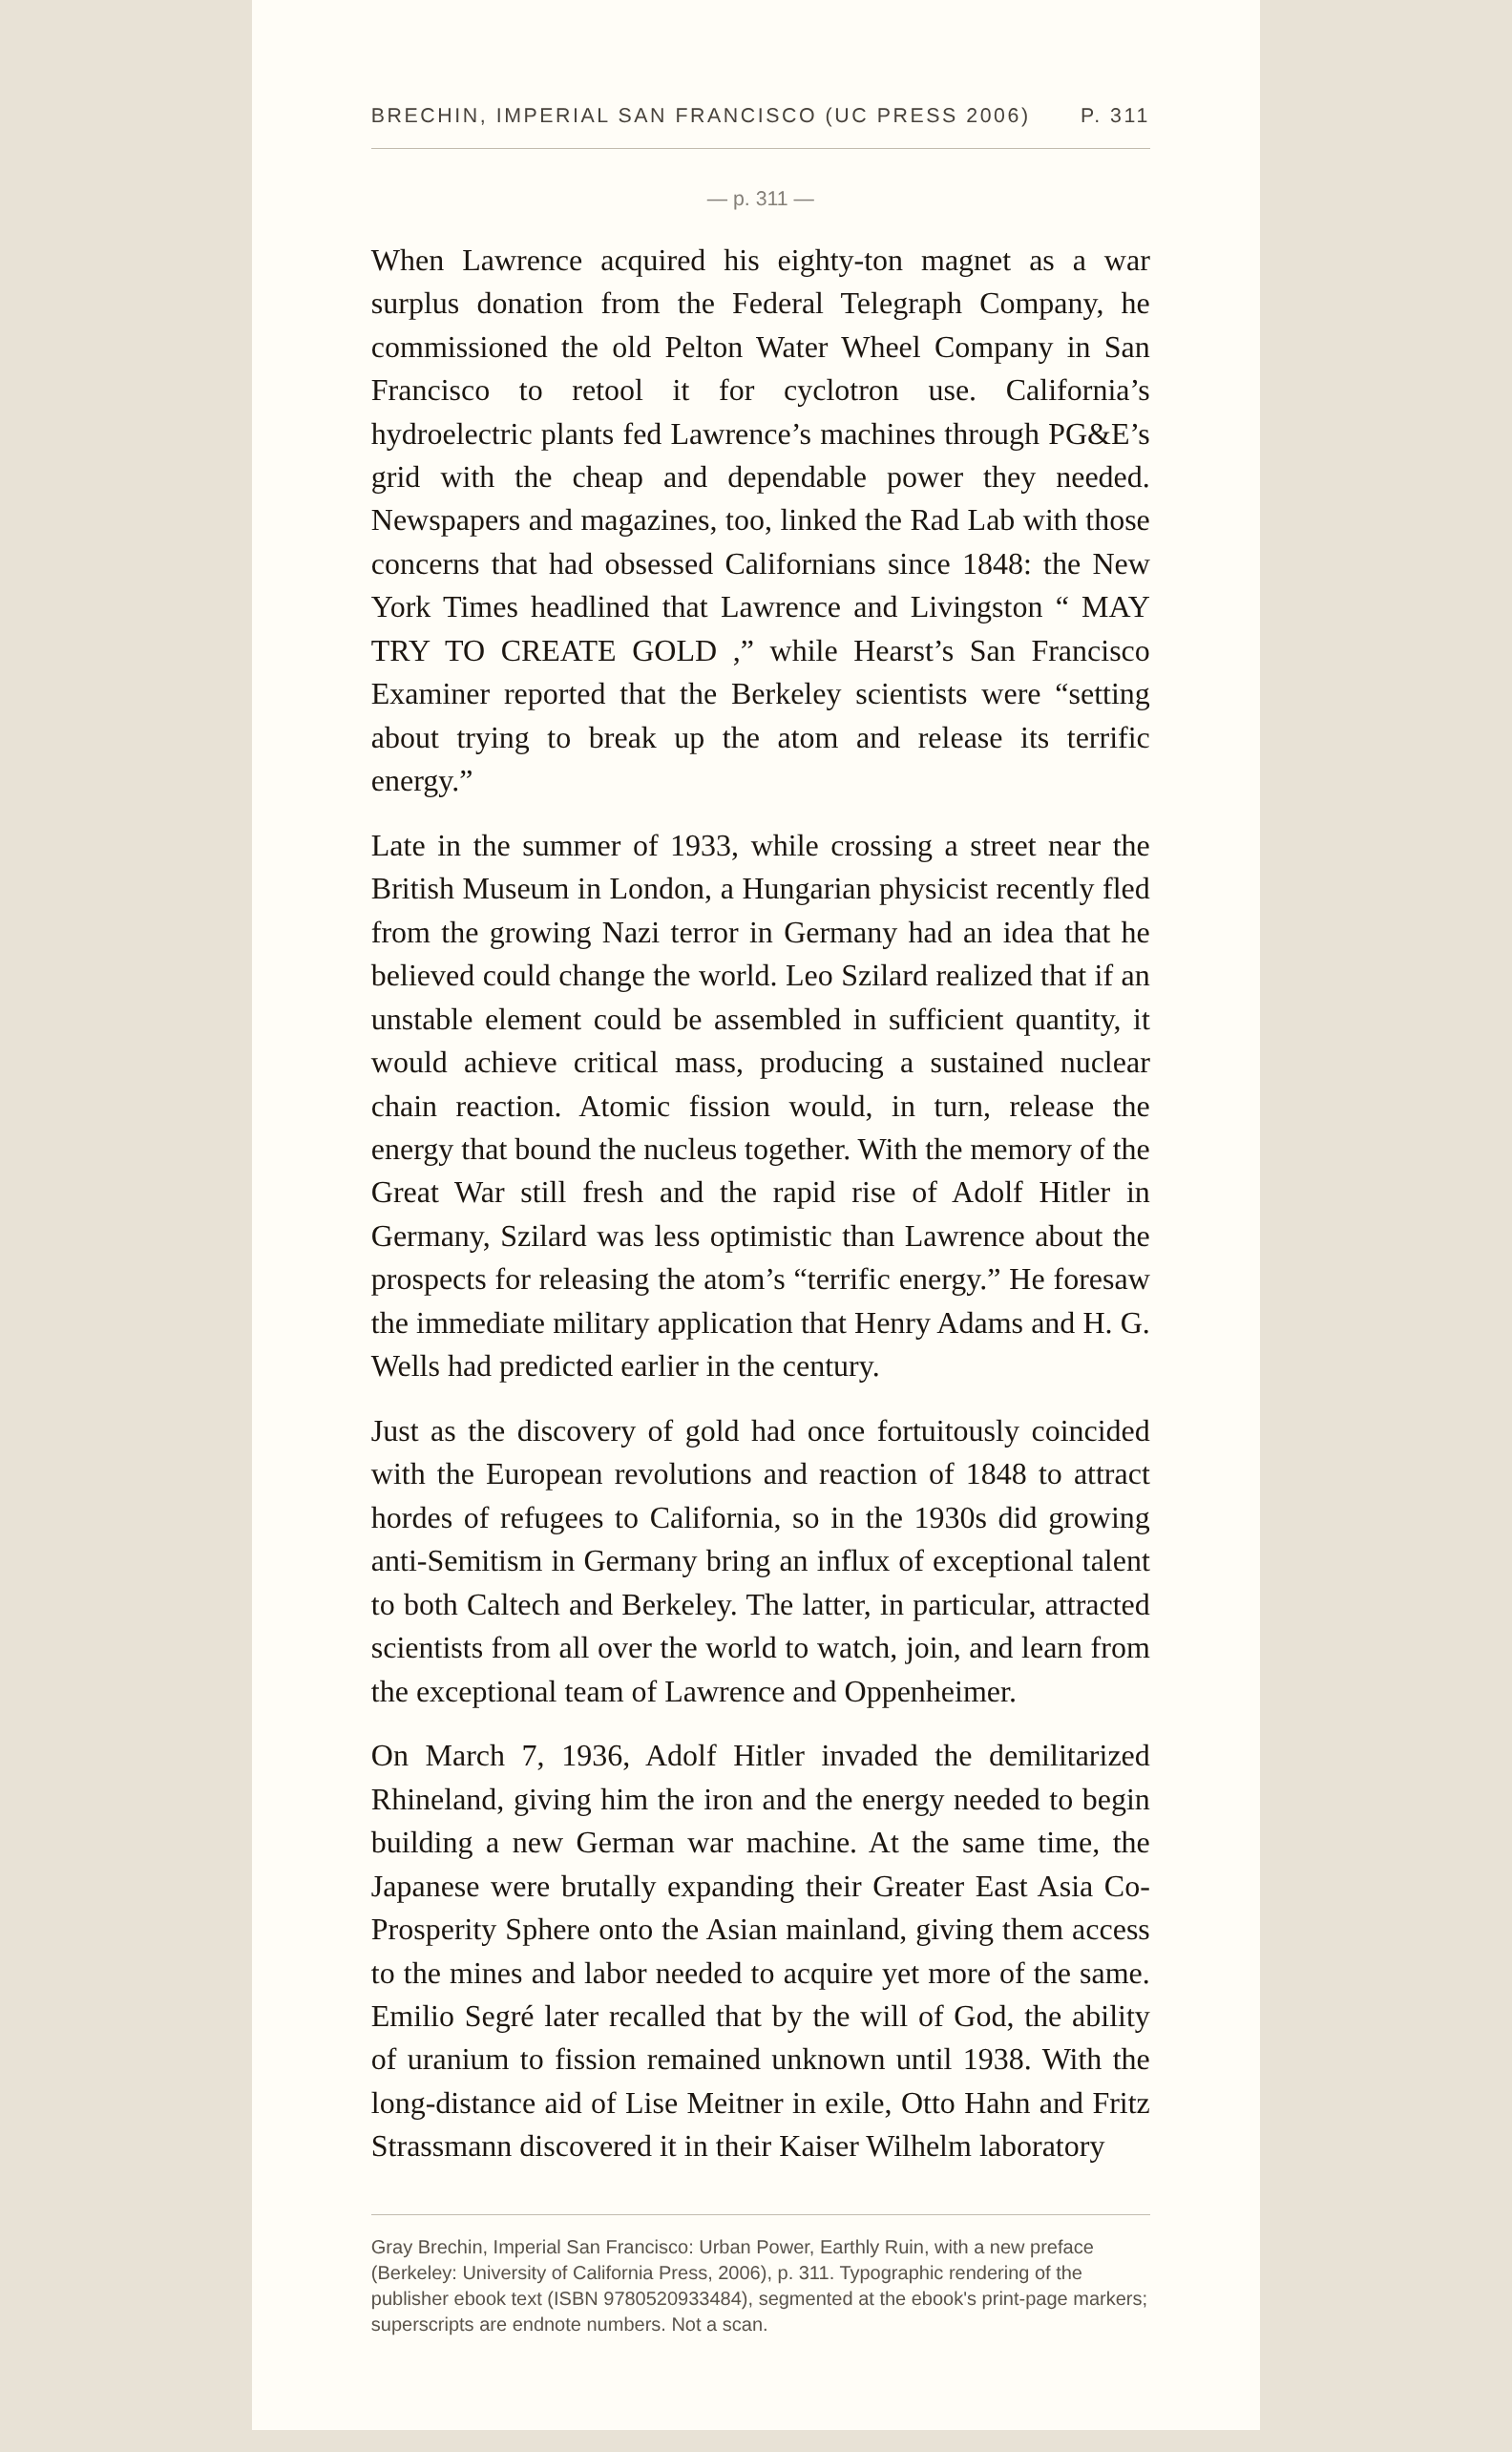 BRECHIN, IMPERIAL SAN FRANCISCO (UC PRESS 2006) P. 311
— p. 311 —
When Lawrence acquired his eighty-ton magnet as a war
surplus donation from the Federal Telegraph Company, he
commissioned the old Pelton Water Wheel Company in San
Francisco to retool it for cyclotron use. California’s
hydroelectric plants fed Lawrence’s machines through PG&E’s
grid with the cheap and dependable power they needed.
Newspapers and magazines, too, linked the Rad Lab with those
concerns that had obsessed Californians since 1848: the New
York Times headlined that Lawrence and Livingston “ MAY
TRY TO CREATE GOLD ,” while Hearst’s San Francisco
Examiner reported that the Berkeley scientists were “setting
about trying to break up the atom and release its terrific
energy.”
Late in the summer of 1933, while crossing a street near the
British Museum in London, a Hungarian physicist recently fled
from the growing Nazi terror in Germany had an idea that he
believed could change the world. Leo Szilard realized that if an
unstable element could be assembled in sufficient quantity, it
would achieve critical mass, producing a sustained nuclear
chain reaction. Atomic fission would, in turn, release the
energy that bound the nucleus together. With the memory of the
Great War still fresh and the rapid rise of Adolf Hitler in
Germany, Szilard was less optimistic than Lawrence about the
prospects for releasing the atom’s “terrific energy.” He foresaw
the immediate military application that Henry Adams and H. G.
Wells had predicted earlier in the century.
Just as the discovery of gold had once fortuitously coincided
with the European revolutions and reaction of 1848 to attract
hordes of refugees to California, so in the 1930s did growing
anti-Semitism in Germany bring an influx of exceptional talent
to both Caltech and Berkeley. The latter, in particular, attracted
scientists from all over the world to watch, join, and learn from
the exceptional team of Lawrence and Oppenheimer.
On March 7, 1936, Adolf Hitler invaded the demilitarized
Rhineland, giving him the iron and the energy needed to begin
building a new German war machine. At the same time, the
Japanese were brutally expanding their Greater East Asia Co-
Prosperity Sphere onto the Asian mainland, giving them access
to the mines and labor needed to acquire yet more of the same.
Emilio Segré later recalled that by the will of God, the ability
of uranium to fission remained unknown until 1938. With the
long-distance aid of Lise Meitner in exile, Otto Hahn and Fritz
Strassmann discovered it in their Kaiser Wilhelm laboratory
Gray Brechin, Imperial San Francisco: Urban Power, Earthly Ruin, with a new preface
(Berkeley: University of California Press, 2006), p. 311. Typographic rendering of the
publisher ebook text (ISBN 9780520933484), segmented at the ebook's print-page markers;
superscripts are endnote numbers. Not a scan.